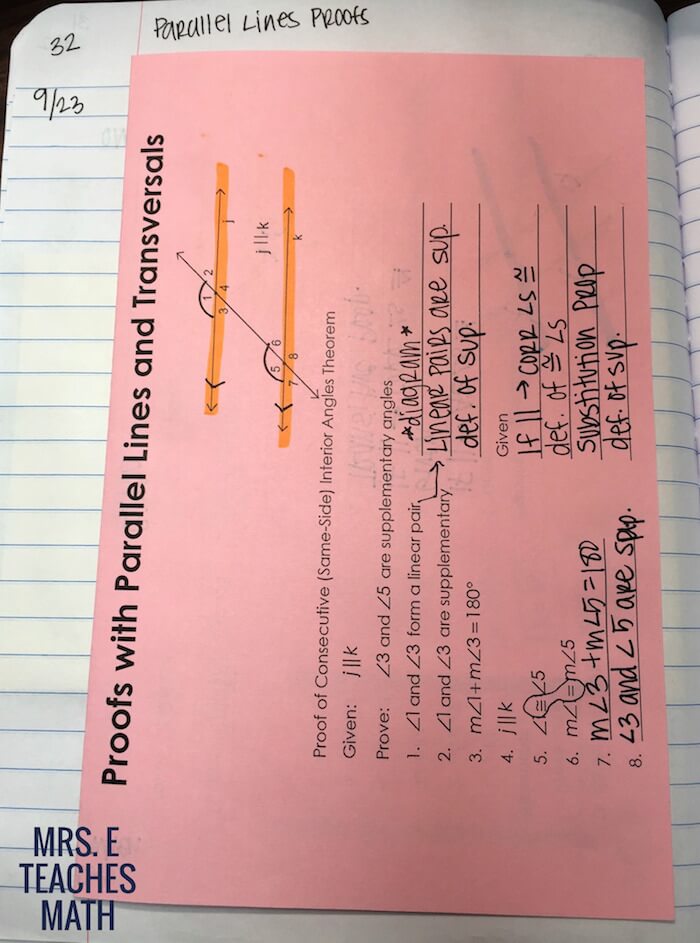 Parallel Lines Proofs
32
9/23
Proofs with Parallel Lines and Transversals
1 2
3 4
j
5 6
7 8
k
j || k
Proof of Consecutive (Same-Side) Interior Angles Theorem
Given: j || k
Prove: ∠3 and ∠5 are supplementary angles
1. ∠1 and ∠3 form a linear pair *diagram*
2. ∠1 and ∠3 are supplementary → Linear pairs are sup.
3. m∠1 + m∠3 = 180° def. of sup.
4. j || k Given
5. ∠1 ≅ ∠5 If || → corr ∠s ≅
6. m∠1 = m∠5 def. of ≅ ∠s
7. m∠3 + m∠5 = 180 Substitution Prop
8. ∠3 and ∠5 are sup. def. of sup.
MRS. E
TEACHES
MATH